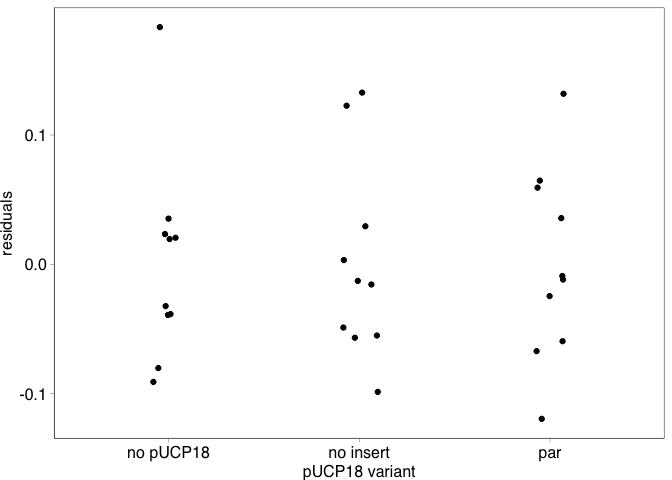 residuals
0.1
0.0
-0.1
no pUCP18 no insert par
pUCP18 variant